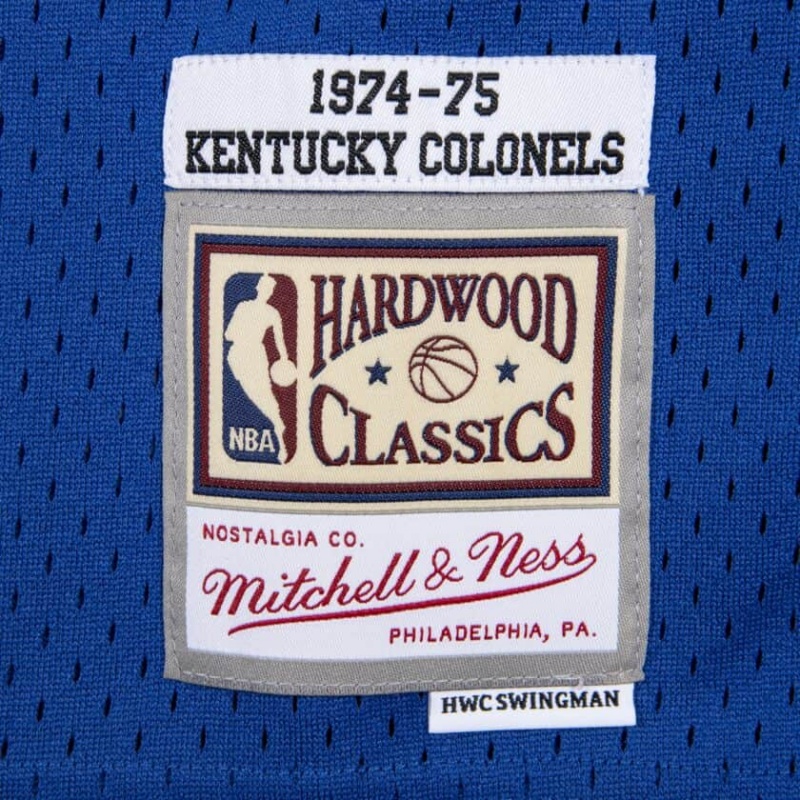 1974-75
KENTUCKY COLONELS
HARDWOOD
CLASSICS
NBA
NOSTALGIA CO.
Mitchell & Ness
PHILADELPHIA, PA.
HWC SWINGMAN